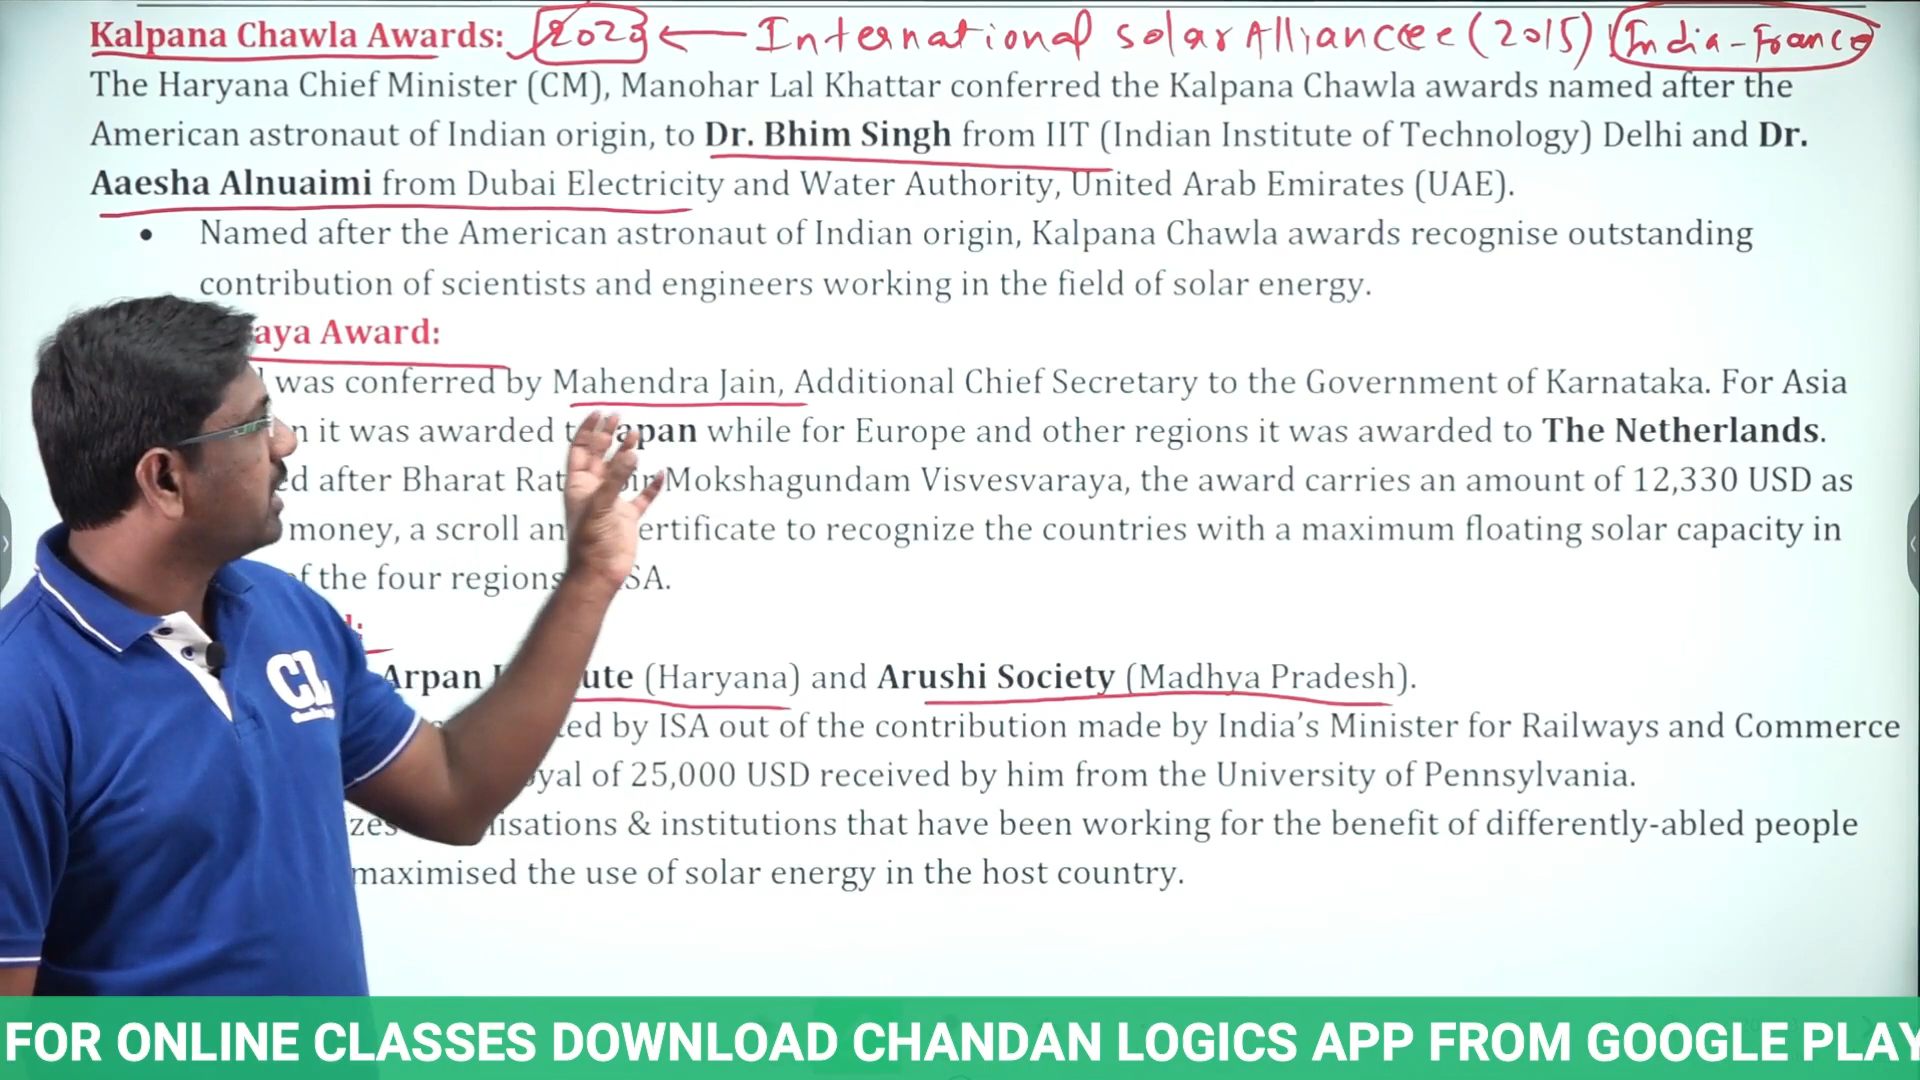 Kalpana Chawla Awards: 2023 ← International solar Alliancee (2015) India-France
The Haryana Chief Minister (CM), Manohar Lal Khattar conferred the Kalpana Chawla awards named after the
American astronaut of Indian origin, to Dr. Bhim Singh from IIT (Indian Institute of Technology) Delhi and Dr.
Aaesha Alnuaimi from Dubai Electricity and Water Authority, United Arab Emirates (UAE).
• Named after the American astronaut of Indian origin, Kalpana Chawla awards recognise outstanding
contribution of scientists and engineers working in the field of solar energy.
aya Award:
was conferred by Mahendra Jain, Additional Chief Secretary to the Government of Karnataka. For Asia
n it was awarded t apan while for Europe and other regions it was awarded to The Netherlands.
ed after Bharat Rat Sir Mokshagundam Visvesvaraya, the award carries an amount of 12,330 USD as
money, a scroll an ertificate to recognize the countries with a maximum floating solar capacity in
f the four regions SA.
d:
Arpan I ute (Haryana) and Arushi Society (Madhya Pradesh).
ed by ISA out of the contribution made by India's Minister for Railways and Commerce
oyal of 25,000 USD received by him from the University of Pennsylvania.
zes isations & institutions that have been working for the benefit of differently-abled people
maximised the use of solar energy in the host country.
CL
FOR ONLINE CLASSES DOWNLOAD CHANDAN LOGICS APP FROM GOOGLE PLAY